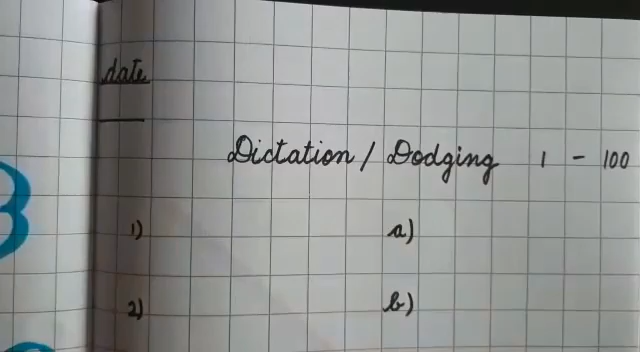 date
Dictation / Dodging 1 - 100
1) a)
2) b)